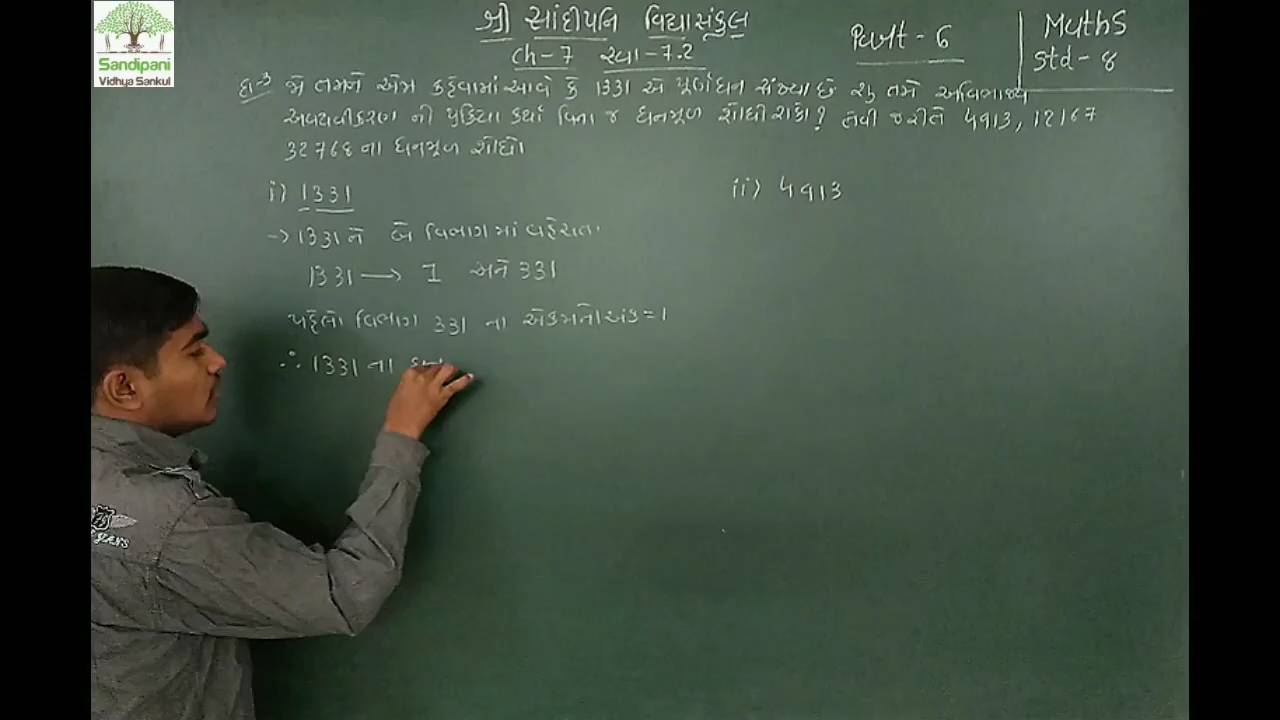 Sandipani
Vidhya Sankul
શ્રી સાંદીપનિ વિદ્યાસંકુલ
Part - 6
Maths
Std - 8
ch-7 સ્વા-7.2
દા-3 જો તમને એમ કહેવામાં આવે કે 1331 એ પૂર્ણઘન સંખ્યા છે શું તમે અવિભાજ્ય
અવયવીકરણ ની પ્રક્રિયા કર્યા વિના જ ઘનમૂળ શોધી શકો? તેવી જ રીતે 4913, 12167
32768 ના ઘનમૂળ શોધો
i) 1331
ii) 4913
→ 1331 ને બે વિભાગ માં વહેંચતા
1331 → 1 અને 331
પહેલો વિભાગ 331 ના એકમનો અંક = 1
∴ 1331 ના ઘન